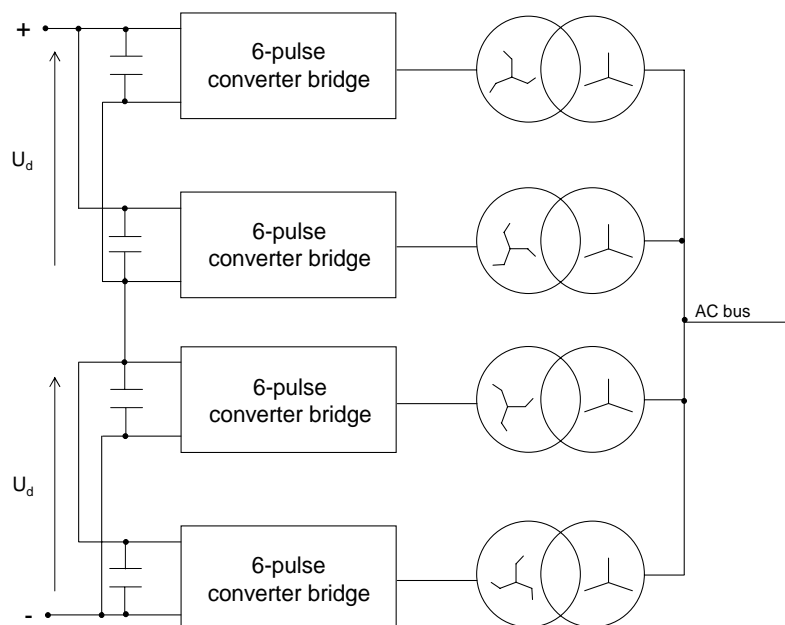 +
6-pulse
converter bridge
U_d
6-pulse
converter bridge
AC bus
6-pulse
converter bridge
U_d
6-pulse
converter bridge
-